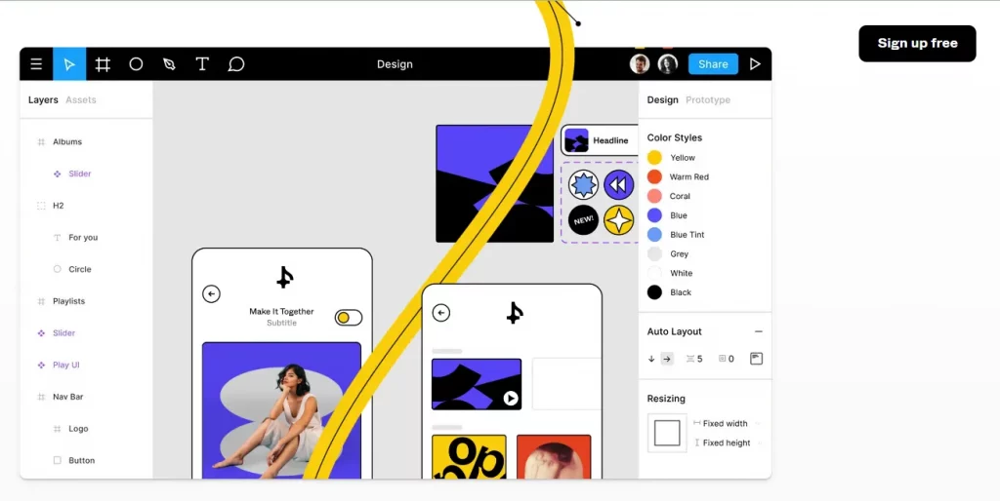 Sign up free
Design
Share
Layers Assets
Albums
Slider
H2
For you
Circle
Playlists
Slider
Play UI
Nav Bar
Logo
Button
Headline
NEW!
Make It Together
Subtitle
Design Prototype
Color Styles
Yellow
Warm Red
Coral
Blue
Blue Tint
Grey
White
Black
Auto Layout
5 0
Resizing
Fixed width
Fixed height